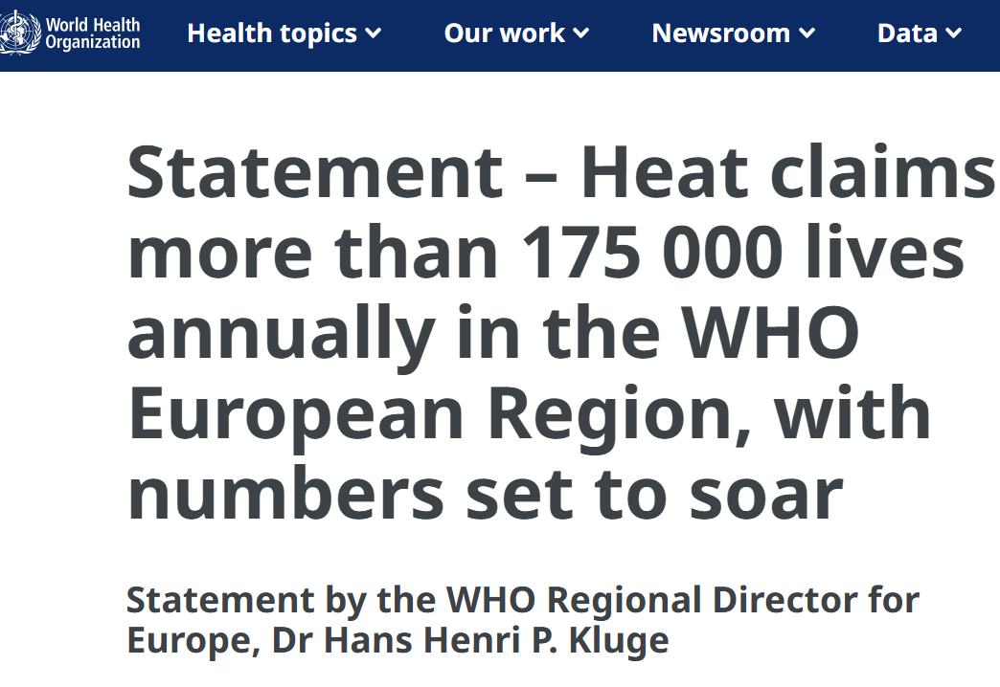 World Health
Organization
Health topics
Our work
Newsroom
Data
Statement – Heat claims
more than 175 000 lives
annually in the WHO
European Region, with
numbers set to soar
Statement by the WHO Regional Director for
Europe, Dr Hans Henri P. Kluge